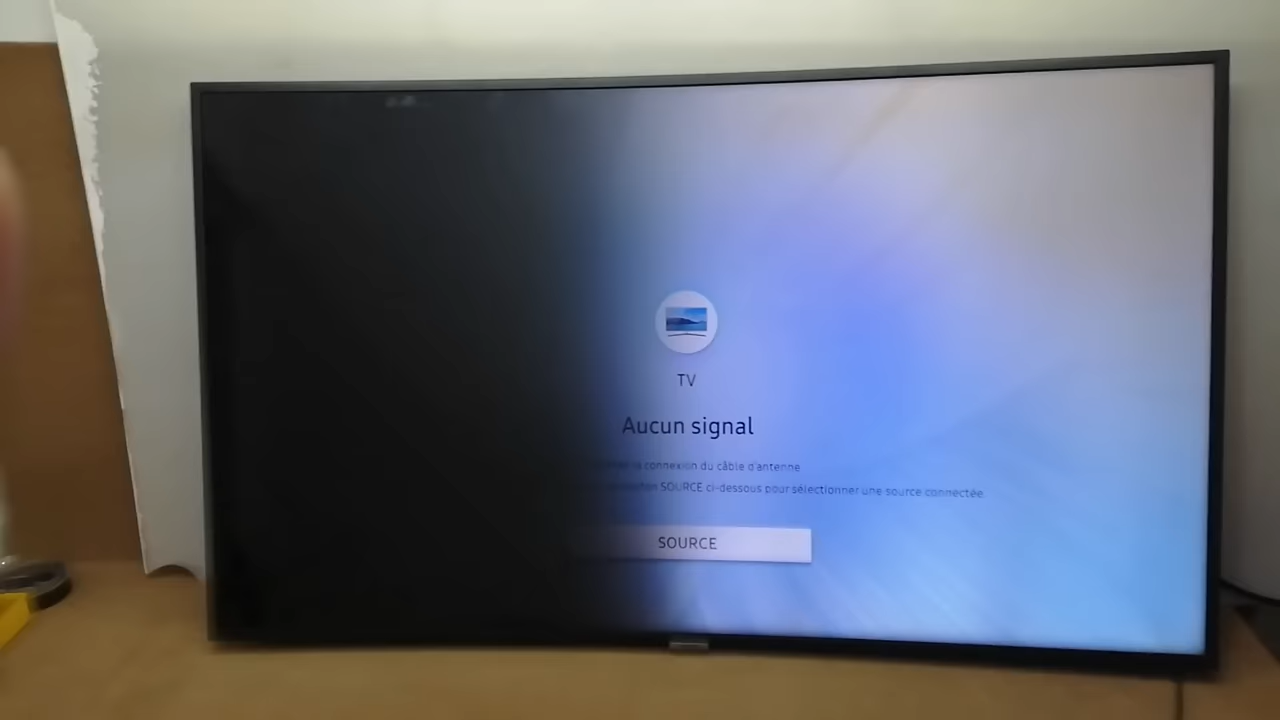 TV
Aucun signal
la connexion du câble d'antenne
SOURCE ci-dessous pour sélectionner une source connectée.
SOURCE